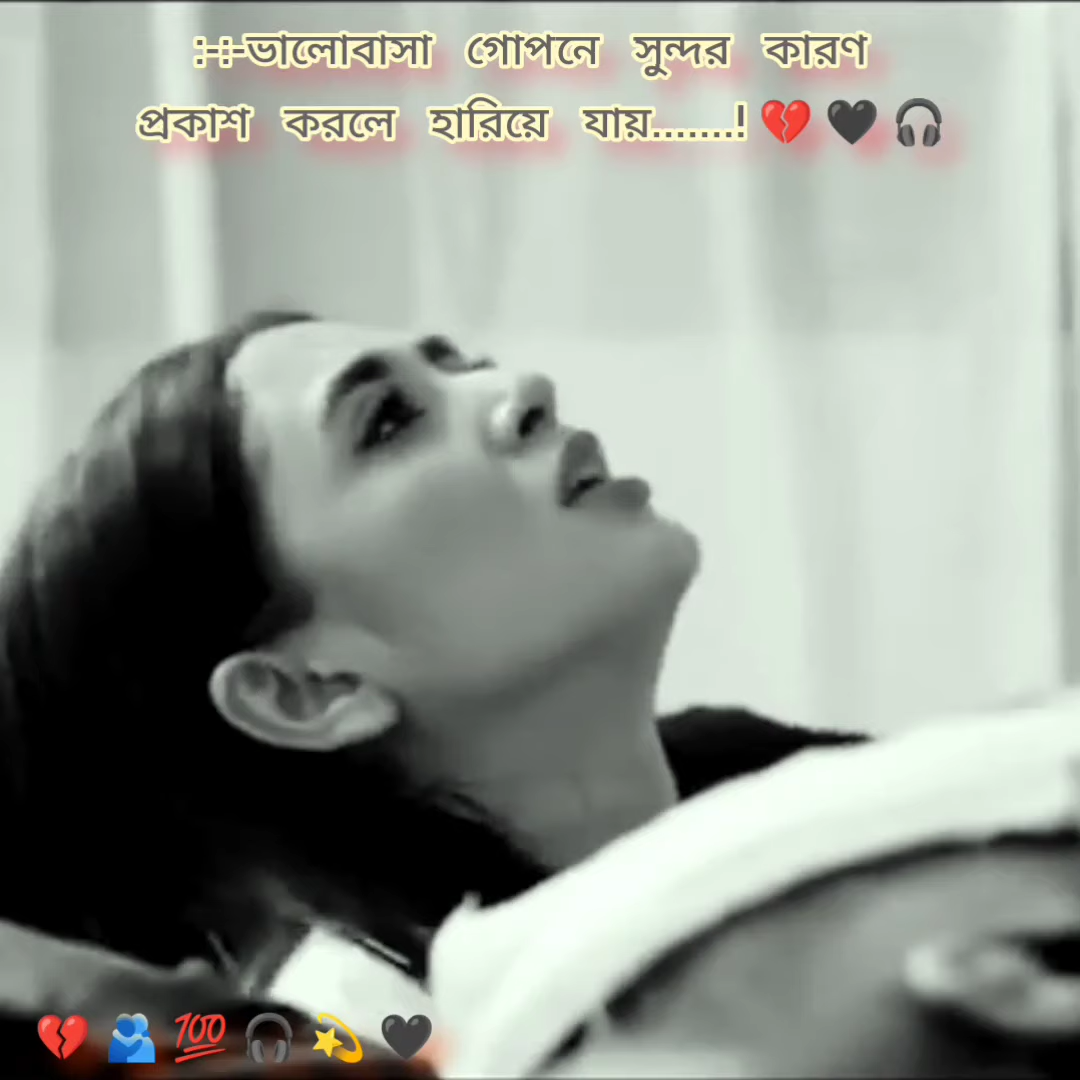 :-:-ভালোবাসা গোপনে সুন্দর কারণ
প্রকাশ করলে হারিয়ে যায়.......! 💔 🖤 🎧
💔 🫂 💯 🎧 💫 🖤